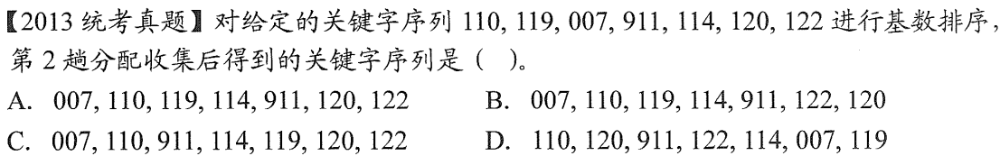 【2013 统考真题】对给定的关键字序列 110, 119, 007, 911, 114, 120, 122 进行基数排序,
第 2 趟分配收集后得到的关键字序列是（ ）。
A. 007, 110, 119, 114, 911, 120, 122 B. 007, 110, 119, 114, 911, 122, 120
C. 007, 110, 911, 114, 119, 120, 122 D. 110, 120, 911, 122, 114, 007, 119